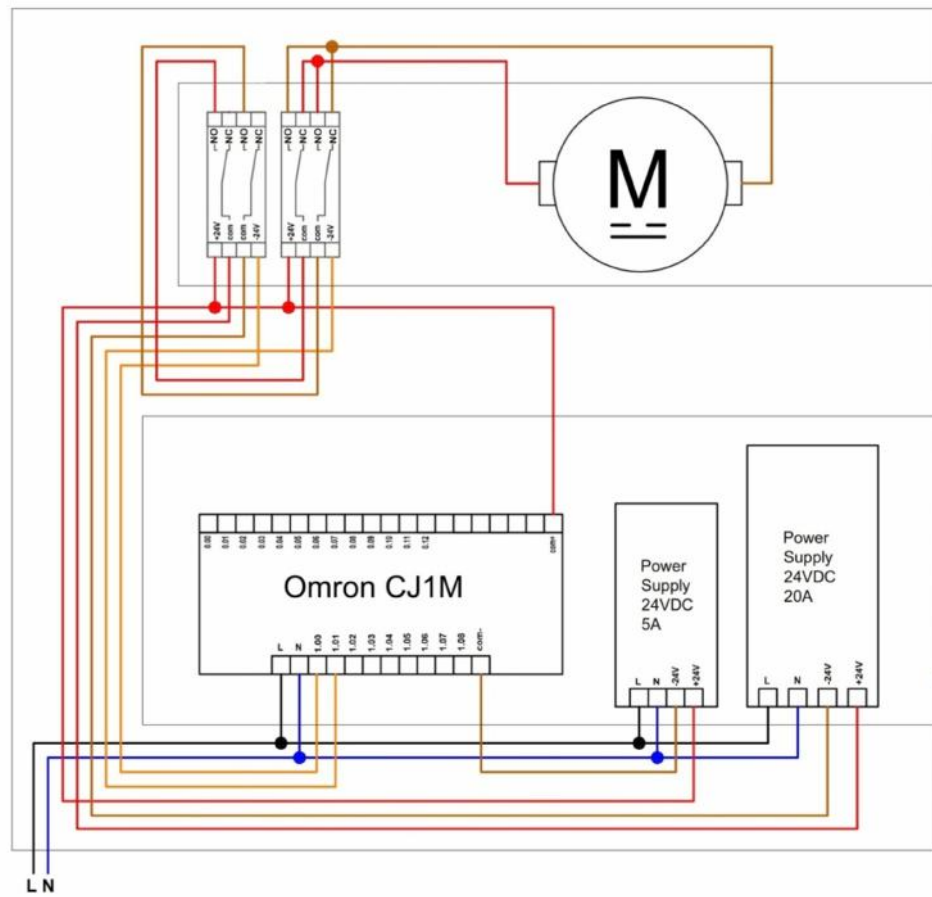 NO
NC
NO
NC
NO
NC
NO
NC
+24V
com
com
-24V
+24V
com
com
-24V
M
0.00
0.01
0.02
0.03
0.04
0.05
0.06
0.07
0.08
0.09
0.10
0.11
0.12
com+
Omron CJ1M
L
N
1.00
1.01
1.02
1.03
1.04
1.05
1.06
1.07
1.08
com-
Power
Supply
24VDC
5A
L
N
-24V
+24V
Power
Supply
24VDC
20A
L
N
-24V
+24V
L N